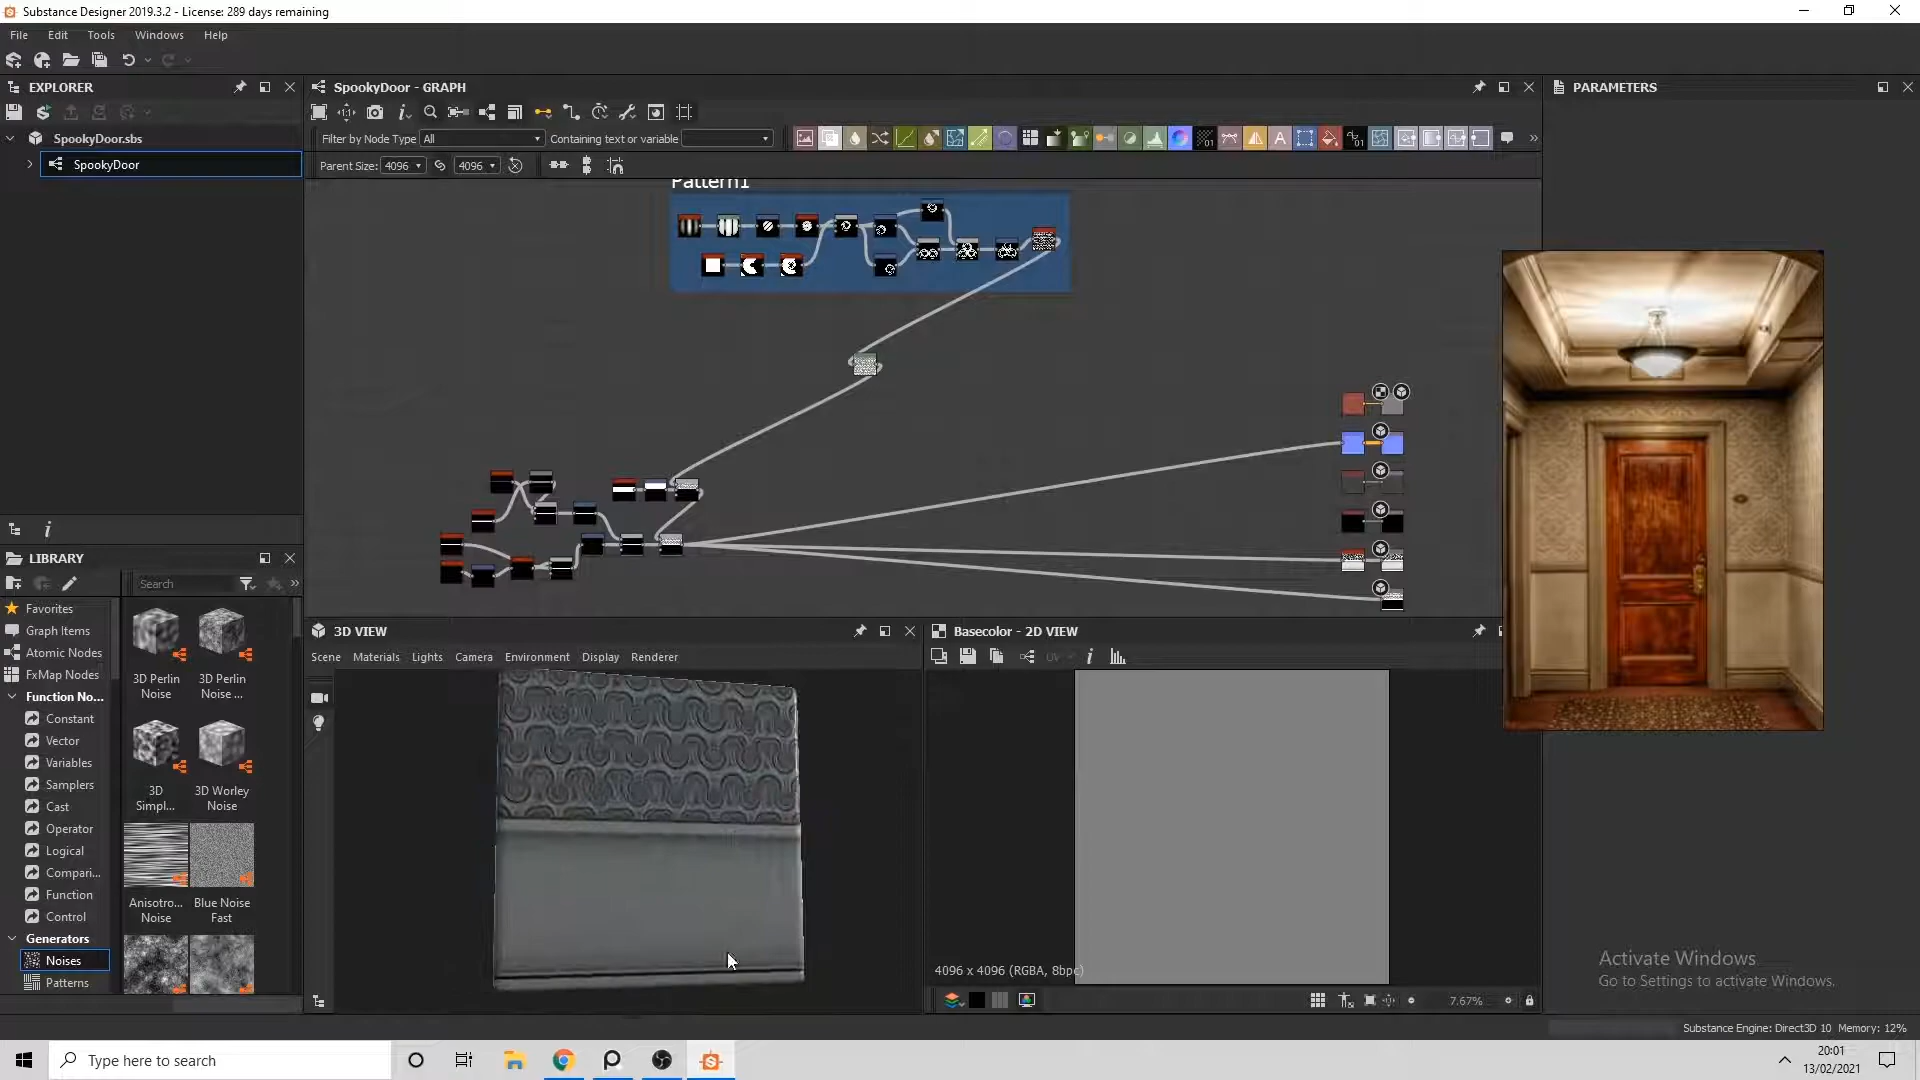 Substance Designer 2019.3.2 - License: 289 days remaining
File Edit Tools Windows Help
EXPLORER
SpookyDoor.sbs
SpookyDoor
SpookyDoor - GRAPH
Filter by Node Type All Containing text or variable
Parent Size: 4096 4096
Pattern1
PARAMETERS
LIBRARY
Search
Favorites
Graph Items
Atomic Nodes
FxMap Nodes
Function No...
Constant
Vector
Variables
Samplers
Cast
Operator
Logical
Compari...
Function
Control
Generators
Noises
Patterns
3D Perlin
Noise
3D Perlin
Noise ...
3D
Simpl...
3D Worley
Noise
Anisotro...
Noise
Blue Noise
Fast
3D VIEW
Scene Materials Lights Camera Environment Display Renderer
Basecolor - 2D VIEW
UV
4096 x 4096 (RGBA, 8bpc)
7.67%
Activate Windows
Go to Settings to activate Windows.
Substance Engine: Direct3D 10 Memory: 12%
Type here to search
20:01
13/02/2021